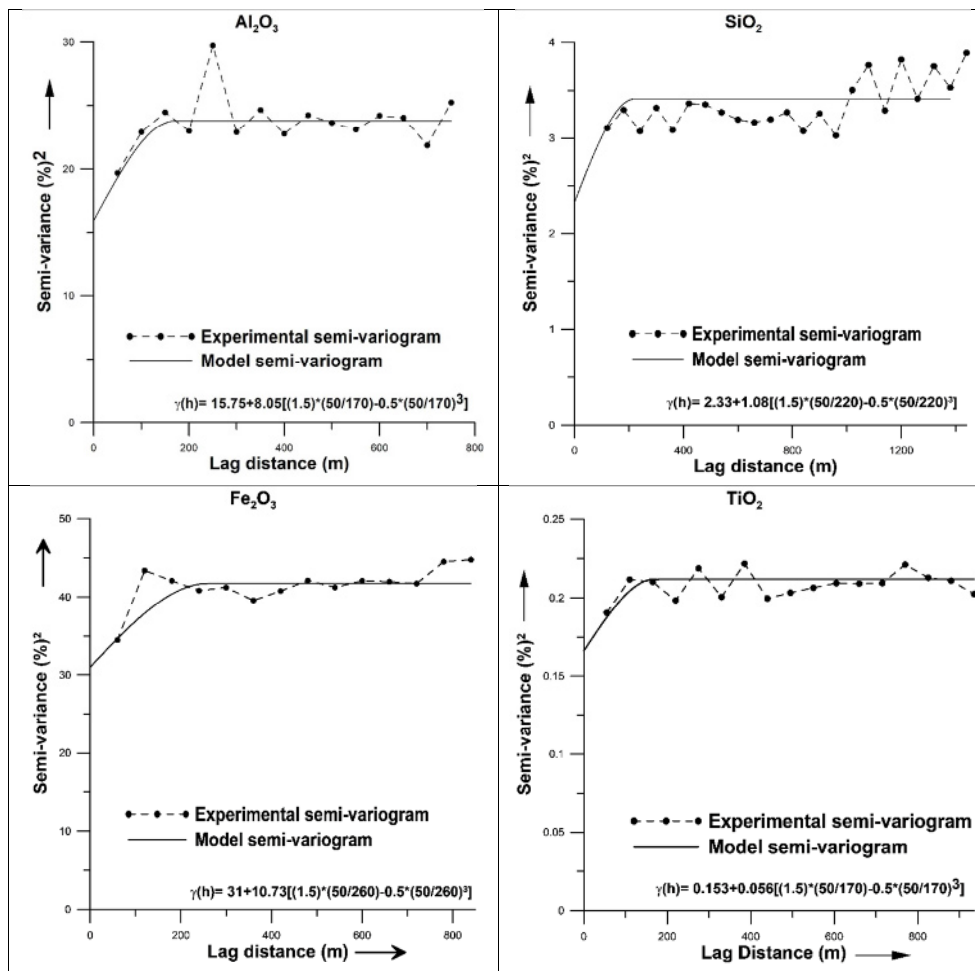 Al₂O₃
30
20
10
0
0
200
400
600
800
Semi-variance (%)²
Experimental semi-variogram
Model semi-variogram
γ(h)= 15.75+8.05[(1.5)*(50/170)-0.5*(50/170)³]
Lag distance (m)
SiO₂
4
3
2
1
0
0
400
800
1200
Semi-variance (%)²
Experimental semi-variogram
Model semi-variogram
γ(h)= 2.33+1.08[(1.5)*(50/220)-0.5*(50/220)³]
Lag distance (m)
Fe₂O₃
50
40
30
20
10
0
0
200
400
600
800
Semi-variance (%)²
Experimental semi-variogram
Model semi-variogram
γ(h)= 31+10.73[(1.5)*(50/260)-0.5*(50/260)³]
Lag distance (m)
TiO₂
0.25
0.2
0.15
0.1
0.05
0
0
200
400
600
800
Semi-variance (%)²
Experimental semi-variogram
Model semi-variogram
γ(h)= 0.153+0.056[(1.5)*(50/170)-0.5*(50/170)³]
Lag Distance (m)